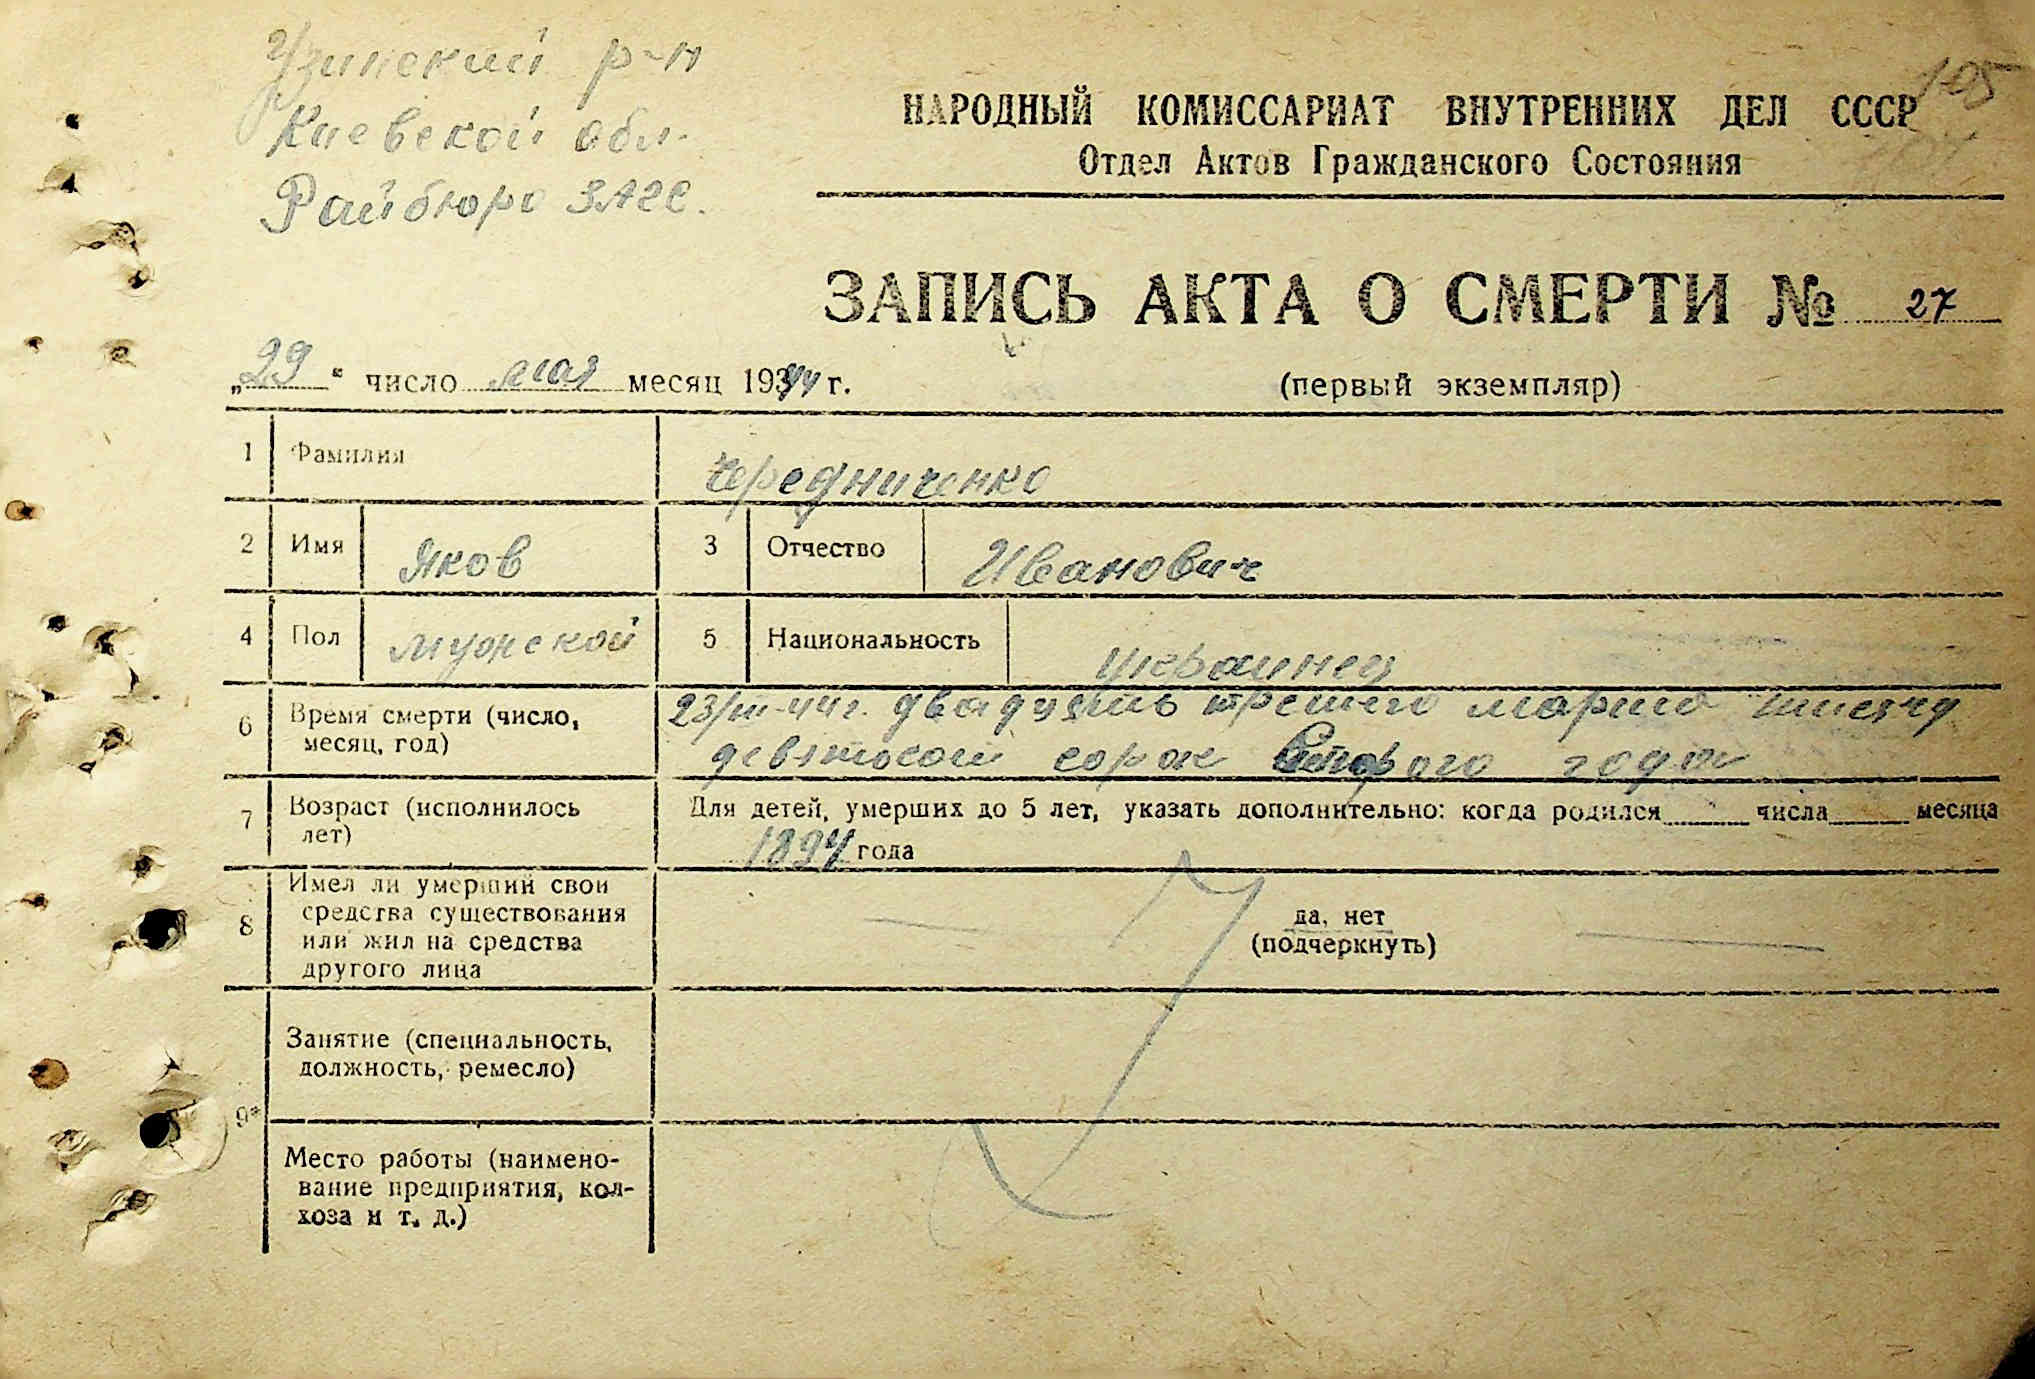 Узинский р-н
Киевской обл.
Райбюро ЗАГС.
105
НАРОДНЫЙ КОМИССАРИАТ ВНУТРЕННИХ ДЕЛ СССР
Отдел Актов Гражданского Состояния
ЗАПИСЬ АКТА О СМЕРТИ № 27
„29“ число мая месяц 1944 г.
(первый экземпляр)
1 Фамилия Чередниченко
2 Имя Яков 3 Отчество Иванович
4 Пол мужской 5 Национальность украинец
6 Время смерти (число, месяц, год) 23/III-44г. двадцать третего марта тисячу
девятсот сорок второго года
7 Возраст (исполнилось лет) Для детей, умерших до 5 лет, указать дополнительно: когда родился числа месяца
1894 года
8 Имел ли умерший свои средства существования или жил на средства другого лица да, нет
(подчеркнуть)
9* Занятие (специальность, должность, ремесло)
Место работы (наименование предприятия, колхоза и т. д.)